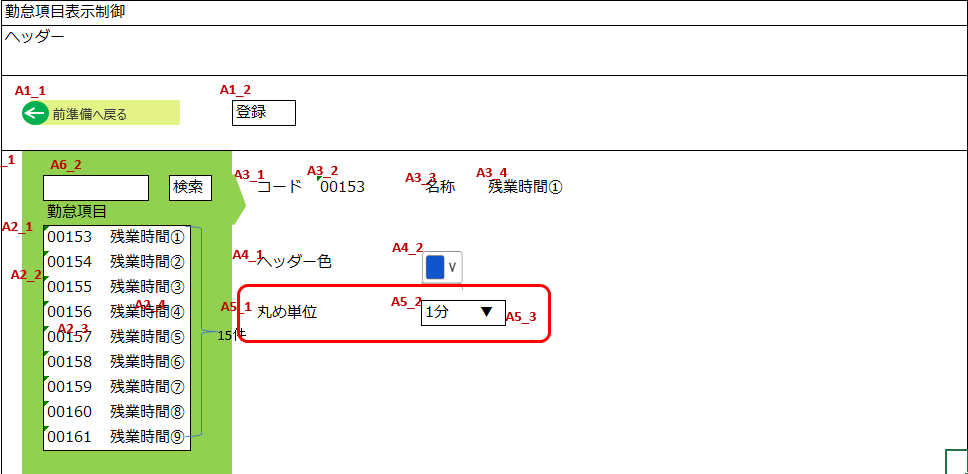 勤怠項目表示制御
ヘッダー
A1_1 A1_2
前準備へ戻る 登録
_1 A6_2
検索
A3_1 コード A3_2 00153 A3_3 名称 A3_4 残業時間①
勤怠項目
A2_1
00153 残業時間①
00154 残業時間②
A2_2
00155 残業時間③
00156 残業時間④
A2_4
A2_3
00157 残業時間⑤
00158 残業時間⑥
00159 残業時間⑦
00160 残業時間⑧
00161 残業時間⑨
15件
A4_1 ヘッダー色 A4_2
A5_1 丸め単位 A5_2 1分 ▼ A5_3